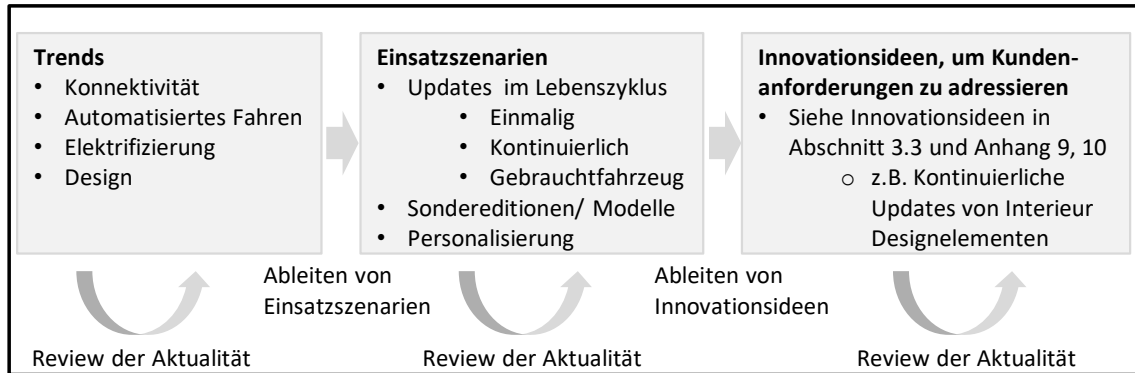 Trends
• Konnektivität
• Automatisiertes Fahren
• Elektrifizierung
• Design
Einsatzszenarien
• Updates im Lebenszyklus
• Einmalig
• Kontinuierlich
• Gebrauchtfahrzeug
• Sondereditionen/ Modelle
• Personalisierung
Innovationsideen, um Kunden-
anforderungen zu adressieren
• Siehe Innovationsideen in
Abschnitt 3.3 und Anhang 9, 10
o z.B. Kontinuierliche
Updates von Interieur
Designelementen
Ableiten von
Einsatzszenarien
Ableiten von
Innovationsideen
Review der Aktualität
Review der Aktualität
Review der Aktualität